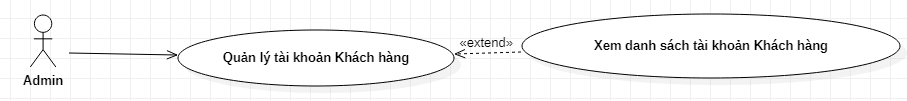 Admin
Quản lý tài khoản Khách hàng
«extend»
Xem danh sách tài khoản Khách hàng